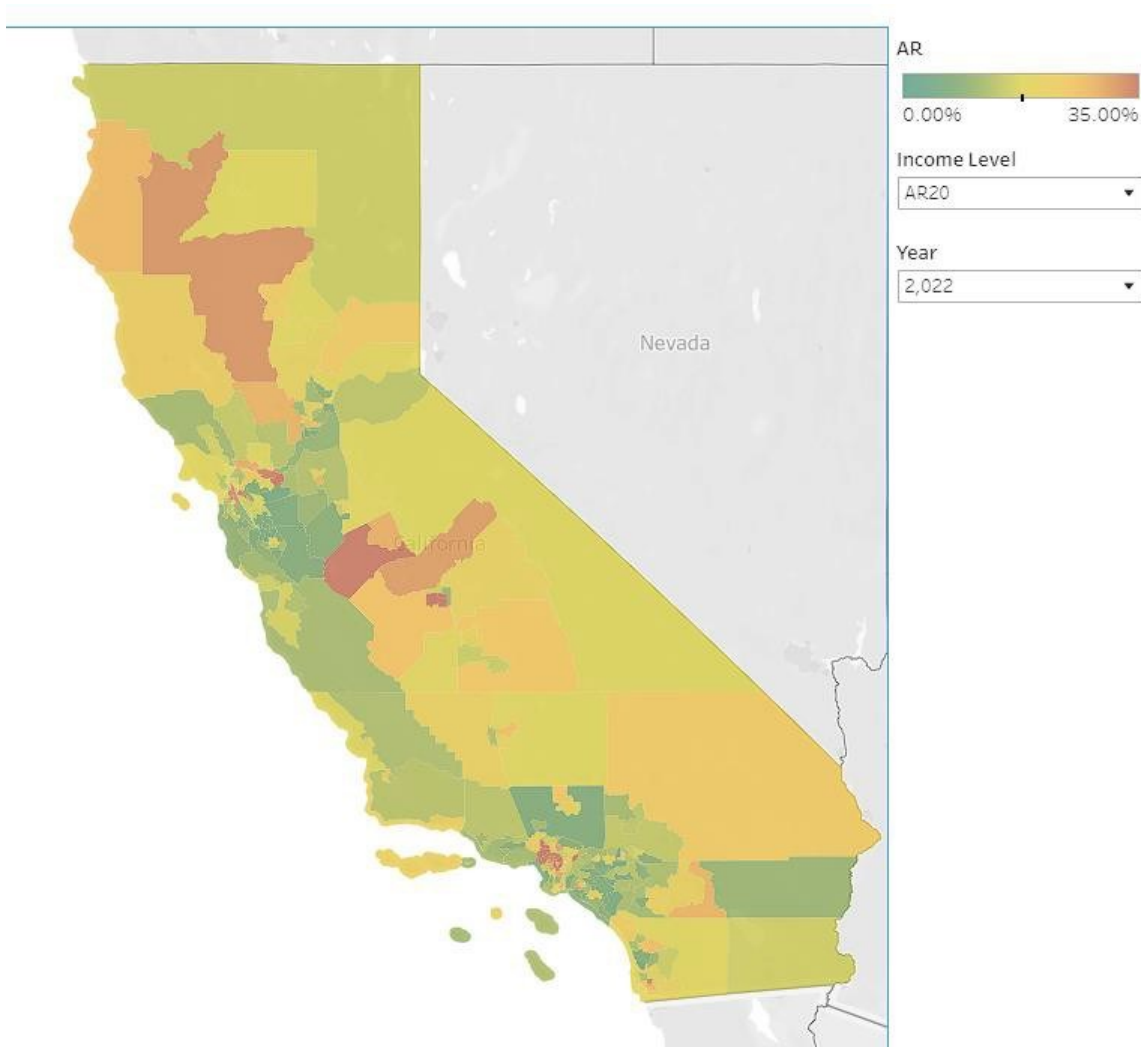 AR
0.00% 35.00%
Income Level
AR20
Year
2,022
Nevada
California